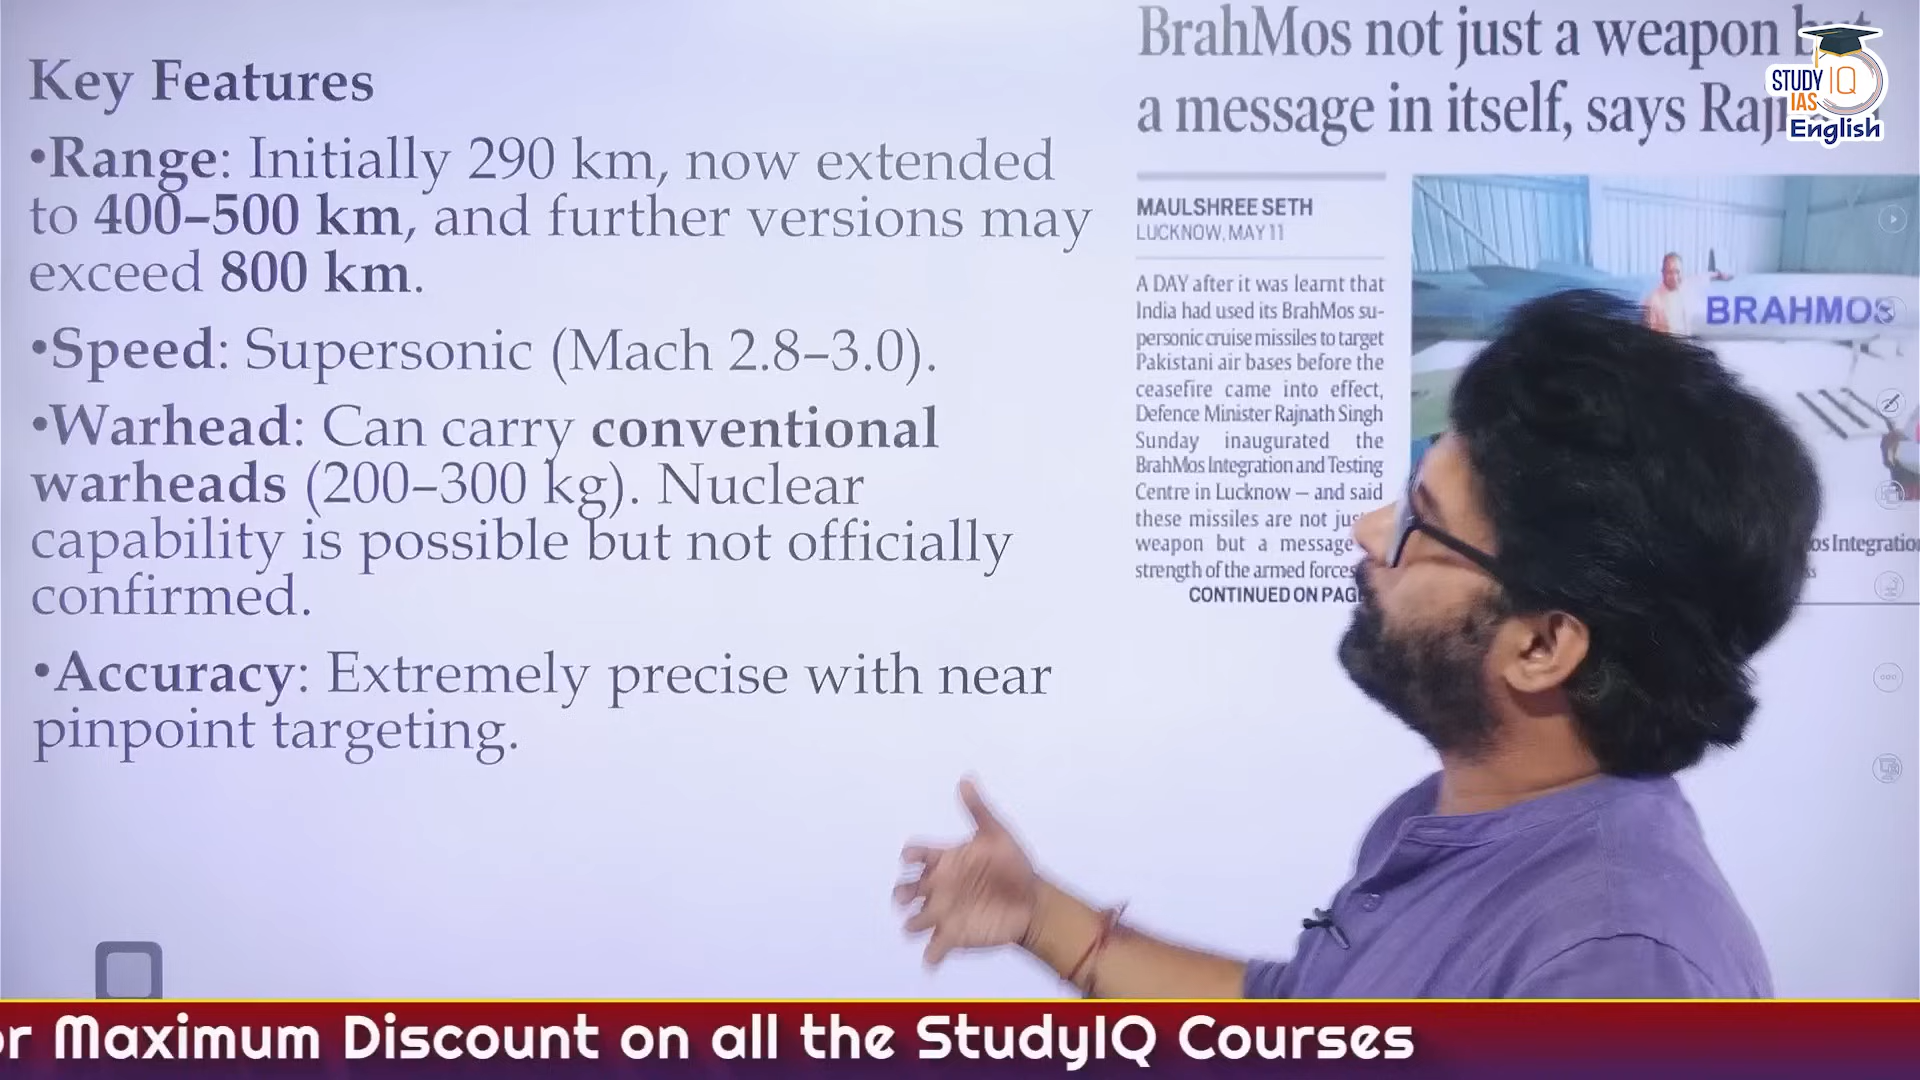 Key Features
•Range: Initially 290 km, now extended
to 400–500 km, and further versions may
exceed 800 km.
•Speed: Supersonic (Mach 2.8–3.0).
•Warhead: Can carry conventional
warheads (200–300 kg). Nuclear
capability is possible but not officially
confirmed.
•Accuracy: Extremely precise with near
pinpoint targeting.
BrahMos not just a weapon
a message in itself, says
STUDY IQ
IAS
English
MAULSHREE SETH
LUCKNOW, MAY 11
A DAY after it was learnt that
India had used its BrahMos su-
personic cruise missiles to target
Pakistani air bases before the
ceasefire came into effect,
Defence Minister Rajnath Singh
Sunday inaugurated the
BrahMos Integration and Testing
Centre in Lucknow — and said
these missiles are not
weapon but a message
strength of the armed forces
CONTINUED ON
BRAHMOS
Integration
Maximum Discount on all the StudyIQ Courses